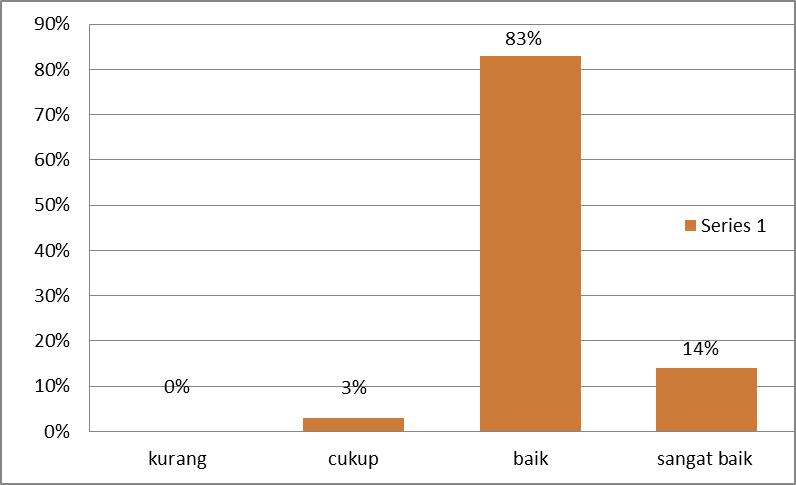 90%
80%
70%
60%
50%
40%
30%
20%
10%
0%
0%
3%
83%
14%
kurang
cukup
baik
sangat baik
Series 1